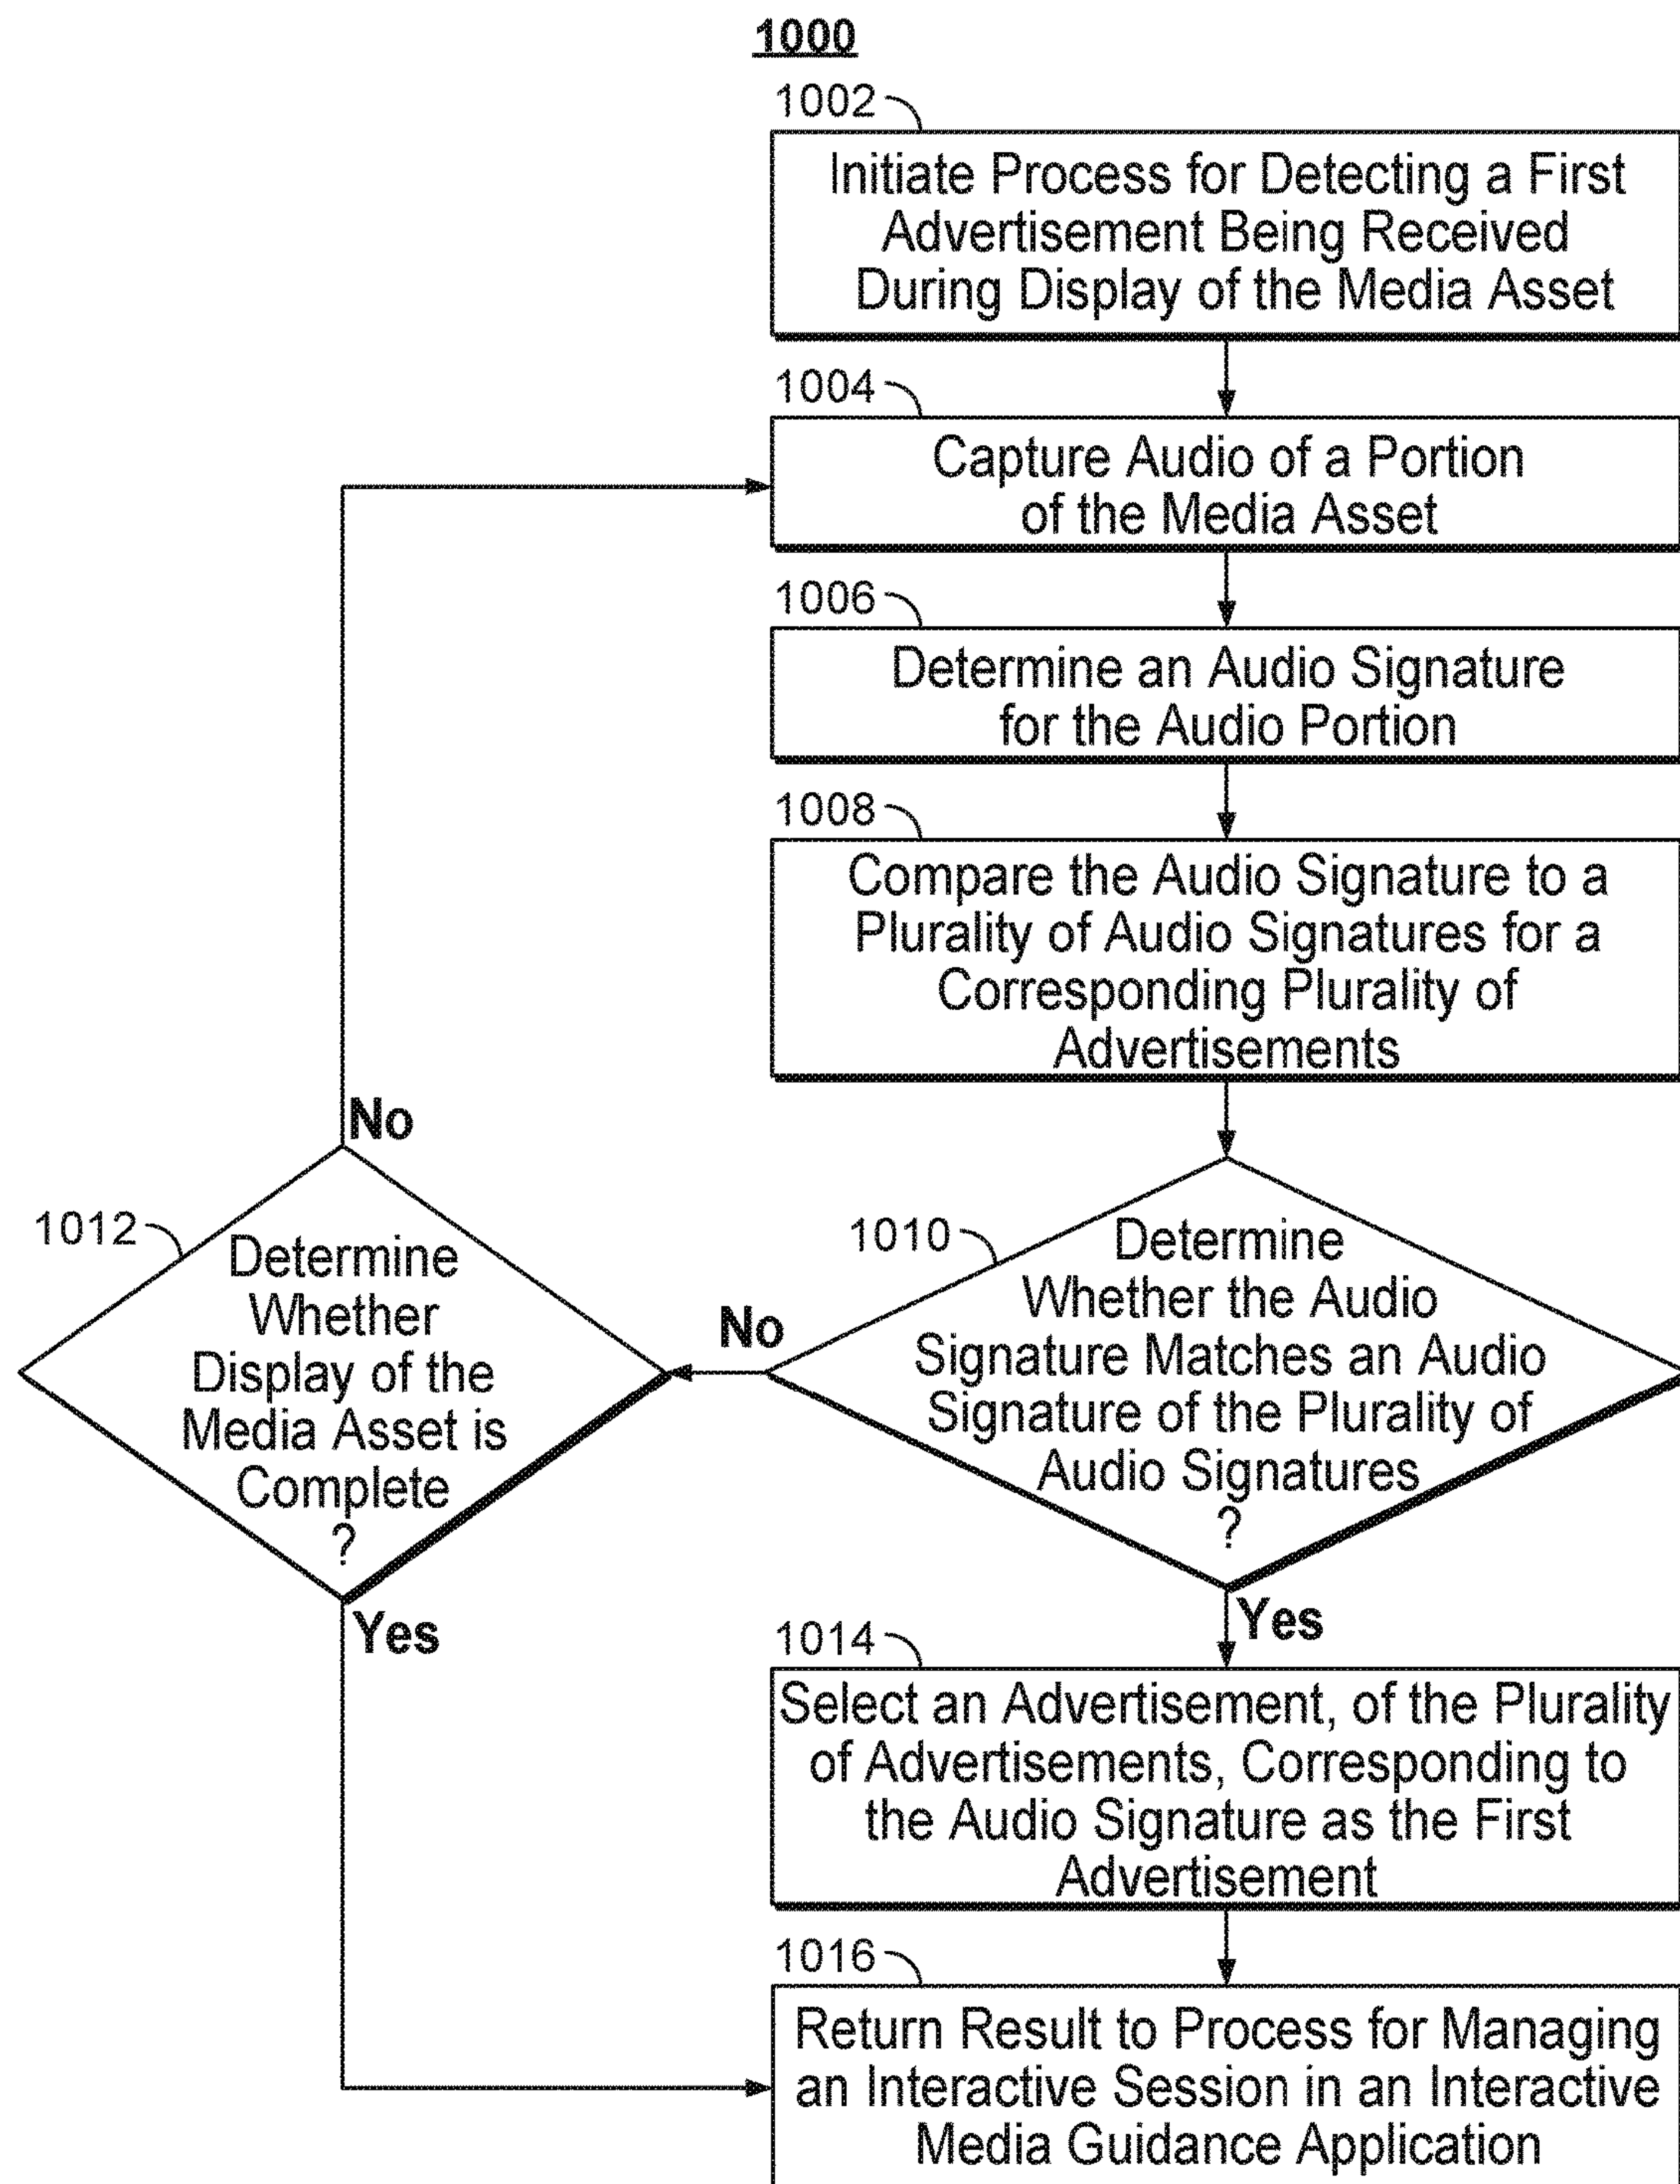 1000
1002
Initiate Process for Detecting a First
Advertisement Being Received
During Display of the Media Asset
1004
Capture Audio of a Portion
of the Media Asset
1006
Determine an Audio Signature
for the Audio Portion
1008
Compare the Audio Signature to a
Plurality of Audio Signatures for a
Corresponding Plurality of
Advertisements
No
1012
Determine
Whether
Display of the
Media Asset is
Complete
?
Yes
No
1010
Determine
Whether the Audio
Signature Matches an Audio
Signature of the Plurality of
Audio Signatures
?
Yes
1014
Select an Advertisement, of the Plurality
of Advertisements, Corresponding to
the Audio Signature as the First
Advertisement
1016
Return Result to Process for Managing
an Interactive Session in an Interactive
Media Guidance Application